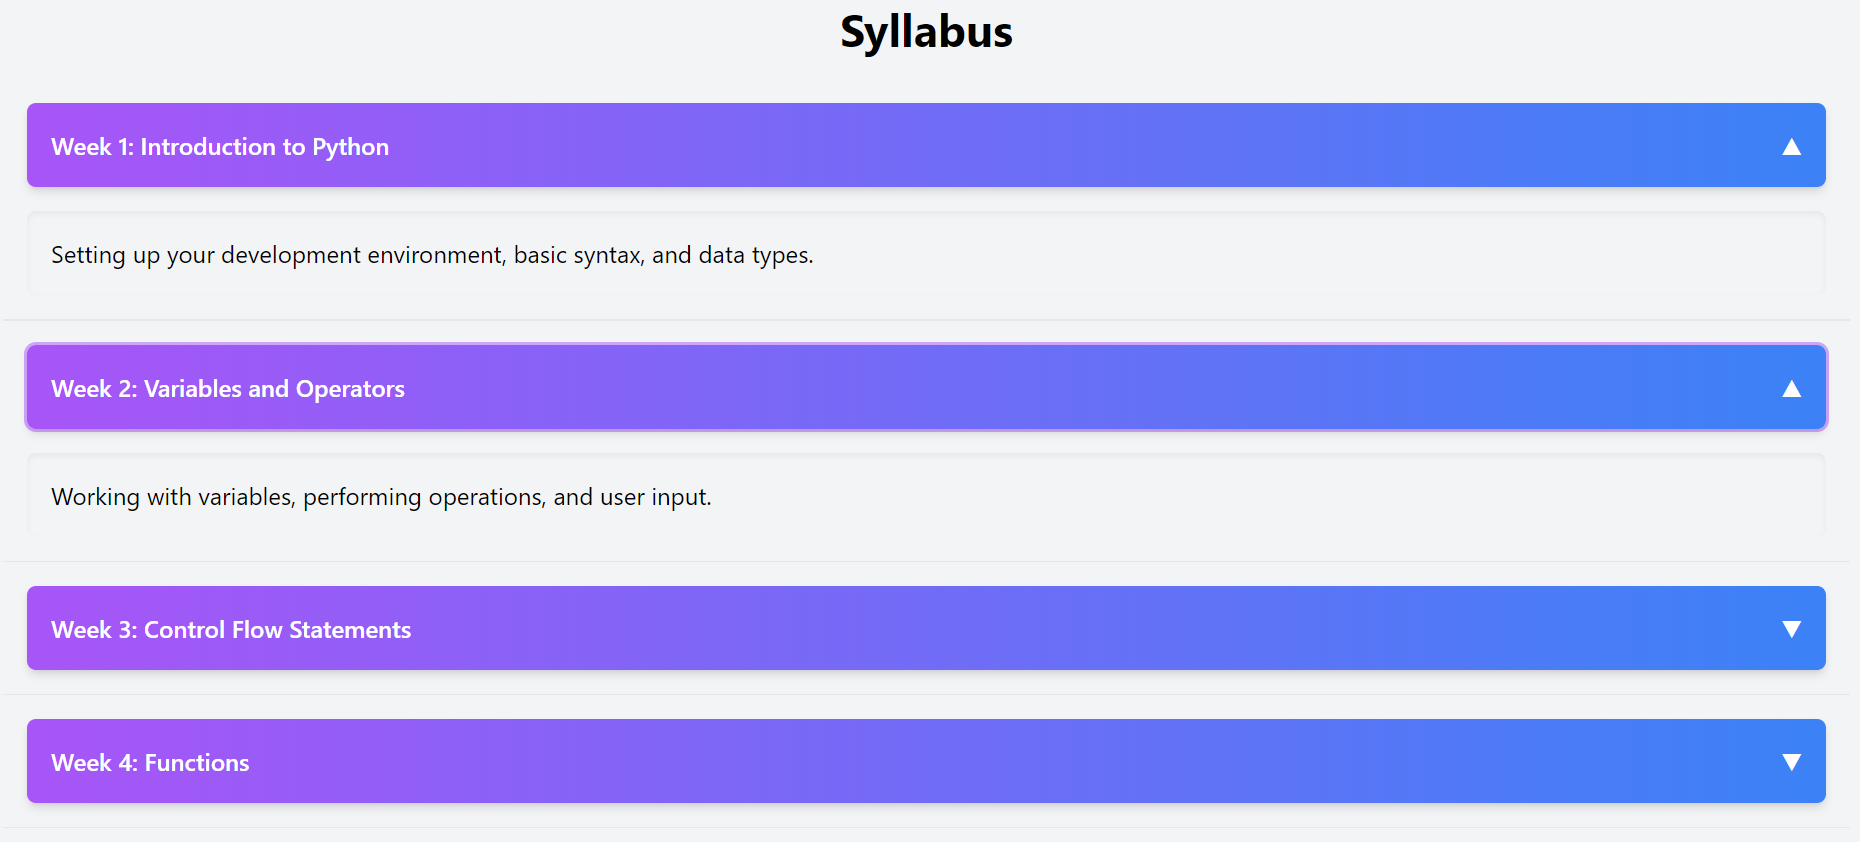 Syllabus
Week 1: Introduction to Python
▲
Setting up your development environment, basic syntax, and data types.
Week 2: Variables and Operators
▲
Working with variables, performing operations, and user input.
Week 3: Control Flow Statements
▼
Week 4: Functions
▼